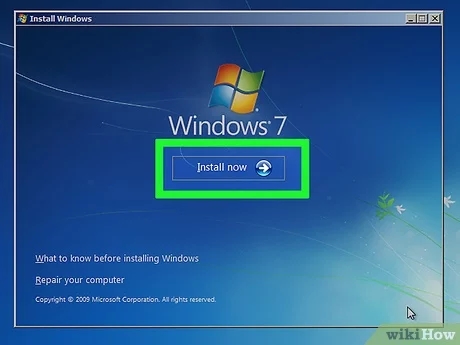 Install Windows
Windows 7
Install now
What to know before installing Windows
Repair your computer
Copyright © 2009 Microsoft Corporation. All rights reserved.
wikiHow